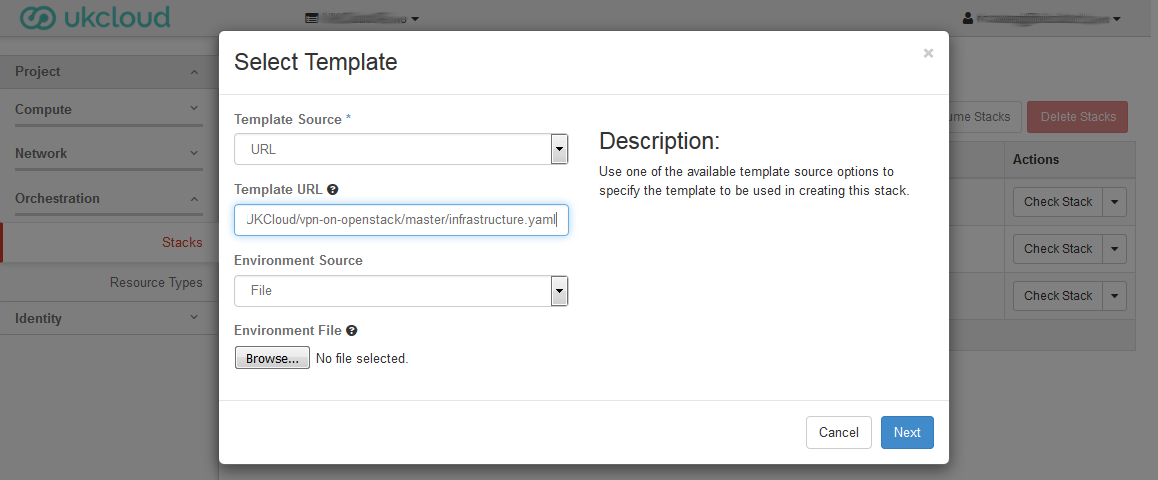 ukcloud
Project
Compute
Network
Orchestration
Stacks
Resource Types
Identity
Select Template
×
Template Source *
URL
Template URL ?
UKCloud/vpn-on-openstack/master/infrastructure.yaml
Environment Source
File
Environment File ?
Browse... No file selected.
Description:
Use one of the available template source options to
specify the template to be used in creating this stack.
Cancel Next
ume Stacks Delete Stacks
Actions
Check Stack
Check Stack
Check Stack